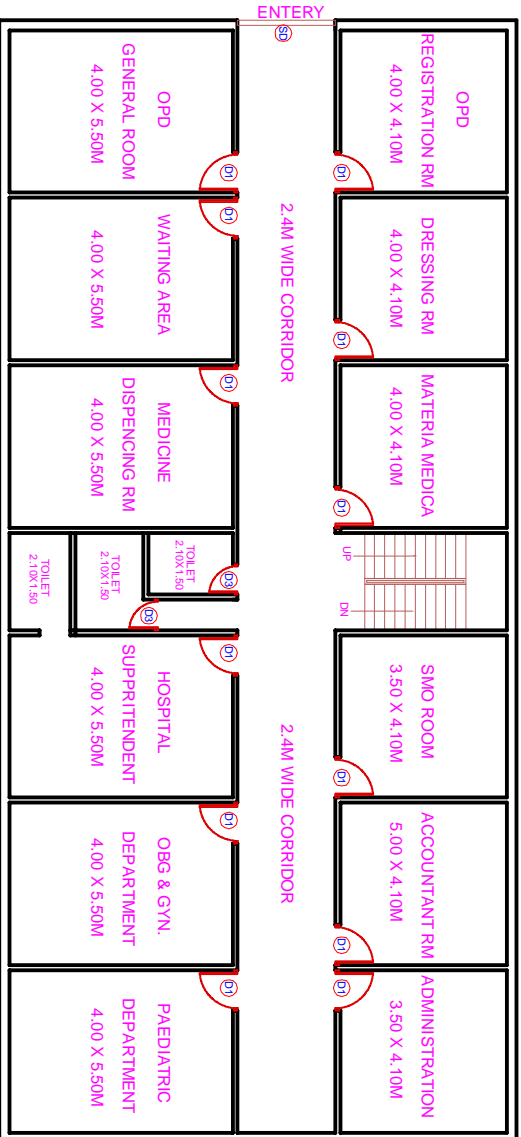 ENTERY
SD
OPD
GENERAL ROOM
4.00 X 5.50M
D1
D1
OPD
REGISTRATION RM
4.00 X 4.10M
WAITING AREA
4.00 X 5.50M
D1
2.4M WIDE CORRIDOR
DRESSING RM
4.00 X 4.10M
D1
MEDICINE
DISPENCING RM
4.00 X 5.50M
D1
MATERIA MEDICA
4.00 X 4.10M
D1
TOILET
2.10X1.50
TOILET
2.10X1.50
TOILET
2.10X1.50
D3
D3
UP
DN
HOSPITAL
SUPPRITENDENT
4.00 X 5.50M
D1
SMO ROOM
3.50 X 4.10M
D1
2.4M WIDE CORRIDOR
OBG & GYN.
DEPARTMENT
4.00 X 5.50M
D1
ACCOUNTANT RM
5.00 X 4.10M
D1
PAEDIATRIC
DEPARTMENT
4.00 X 5.50M
D1
D1
ADMINISTRATION
3.50 X 4.10M